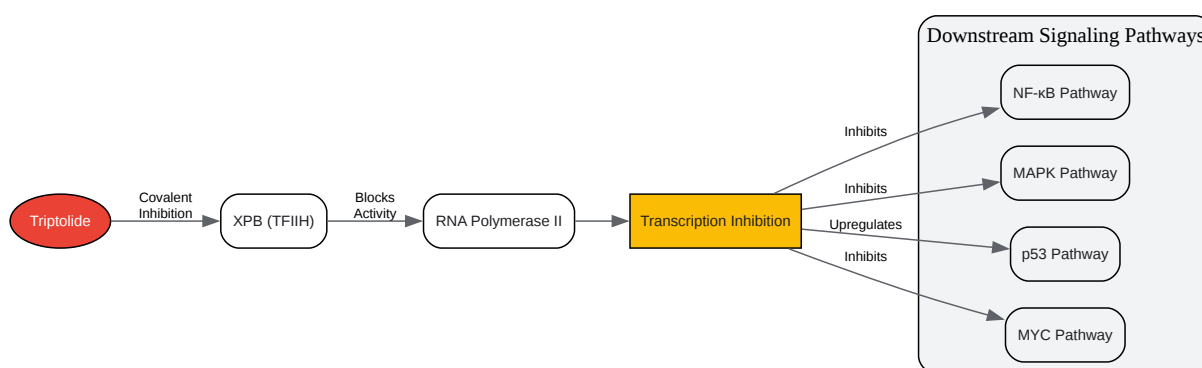 Downstream Signaling Pathways
NF-κB Pathway
Inhibits
MAPK Pathway
Inhibits
Covalent
Inhibition
Blocks
Activity
Triptolide
XPB (TFIIH)
RNA Polymerase II
Transcription Inhibition
Upregulates
p53 Pathway
Inhibits
MYC Pathway